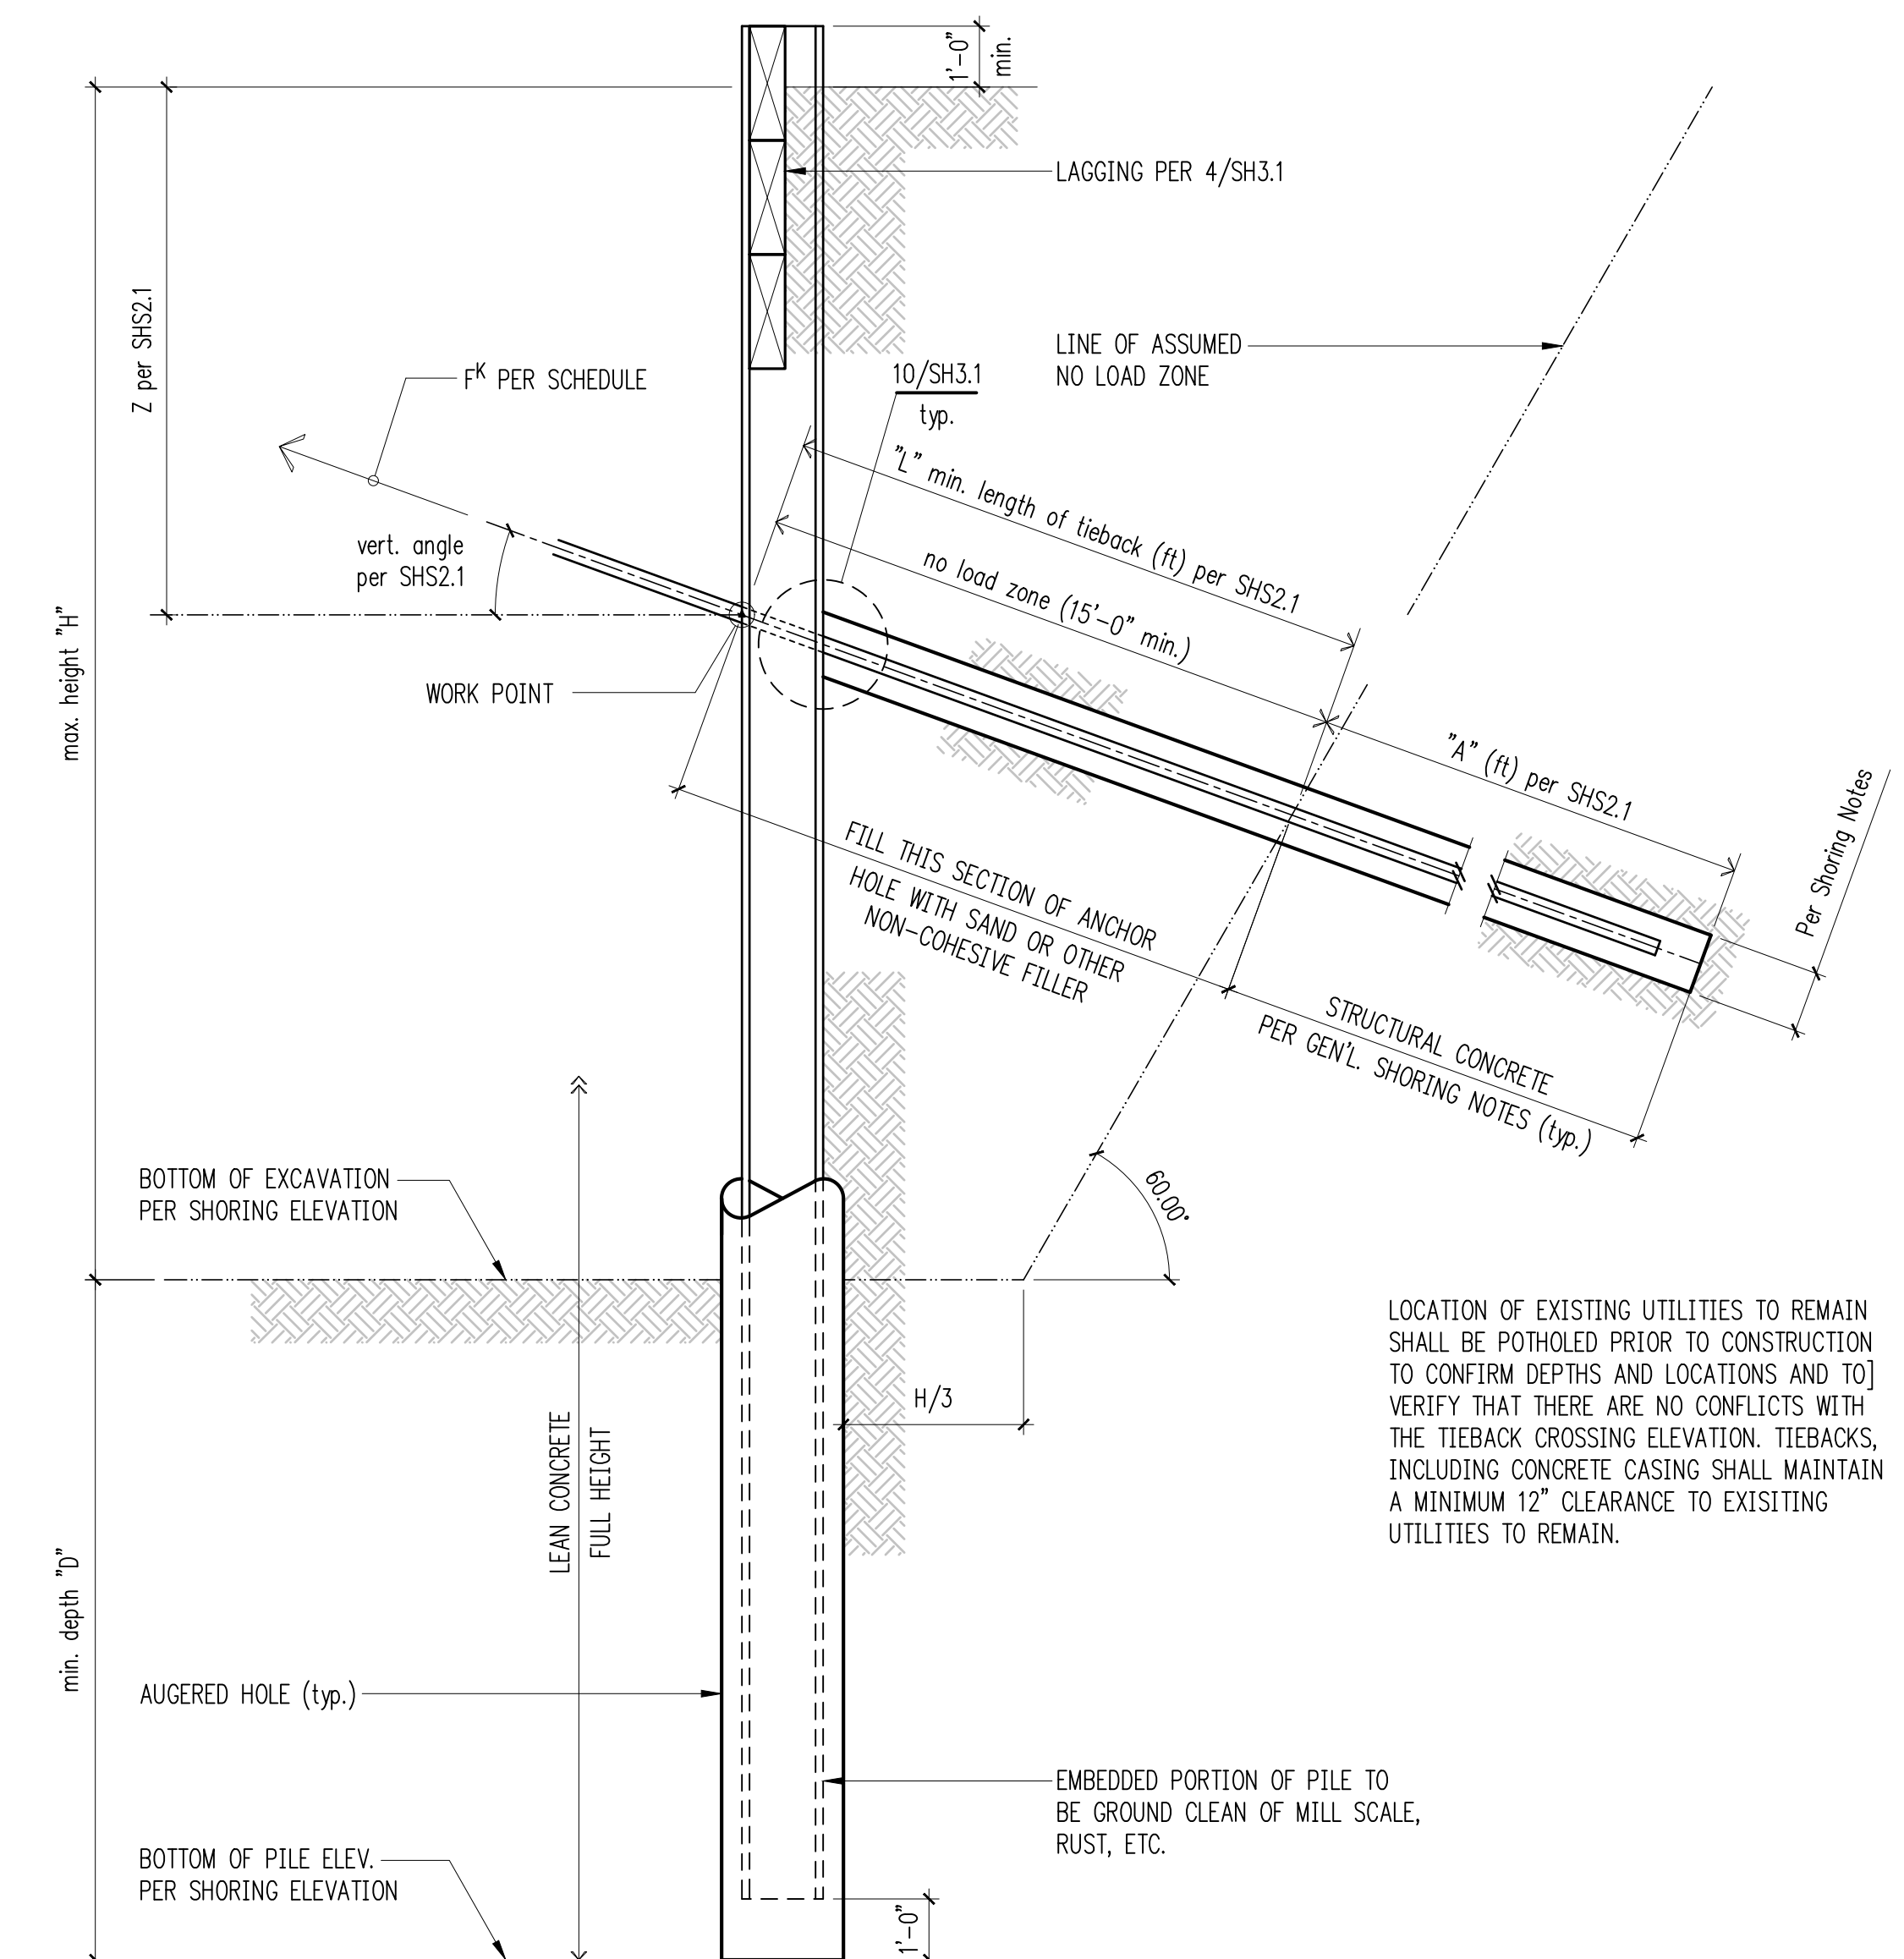 1'-0"
min.
LAGGING PER 4/SH3.1
Z per SHS2.1
LINE OF ASSUMED
NO LOAD ZONE
F^K PER SCHEDULE
10/SH3.1
typ.
"L" min. length of tieback (ft) per SHS2.1
vert. angle
per SHS2.1
no load zone (15'-0" min.)
max. height "H"
WORK POINT
"A" (ft) per SHS2.1
Per Shoring Notes
FILL THIS SECTION OF ANCHOR
HOLE WITH SAND OR OTHER
NON-COHESIVE FILLER
STRUCTURAL CONCRETE
PER GEN'L. SHORING NOTES (typ.)
BOTTOM OF EXCAVATION
PER SHORING ELEVATION
60.00°
LOCATION OF EXISTING UTILITIES TO REMAIN
SHALL BE POTHOLED PRIOR TO CONSTRUCTION
TO CONFIRM DEPTHS AND LOCATIONS AND TO]
VERIFY THAT THERE ARE NO CONFLICTS WITH
THE TIEBACK CROSSING ELEVATION. TIEBACKS,
INCLUDING CONCRETE CASING SHALL MAINTAIN
A MINIMUM 12" CLEARANCE TO EXISITING
UTILITIES TO REMAIN.
H/3
LEAN CONCRETE
FULL HEIGHT
min. depth "D"
AUGERED HOLE (typ.)
EMBEDDED PORTION OF PILE TO
BE GROUND CLEAN OF MILL SCALE,
RUST, ETC.
BOTTOM OF PILE ELEV.
PER SHORING ELEVATION
1'-0"